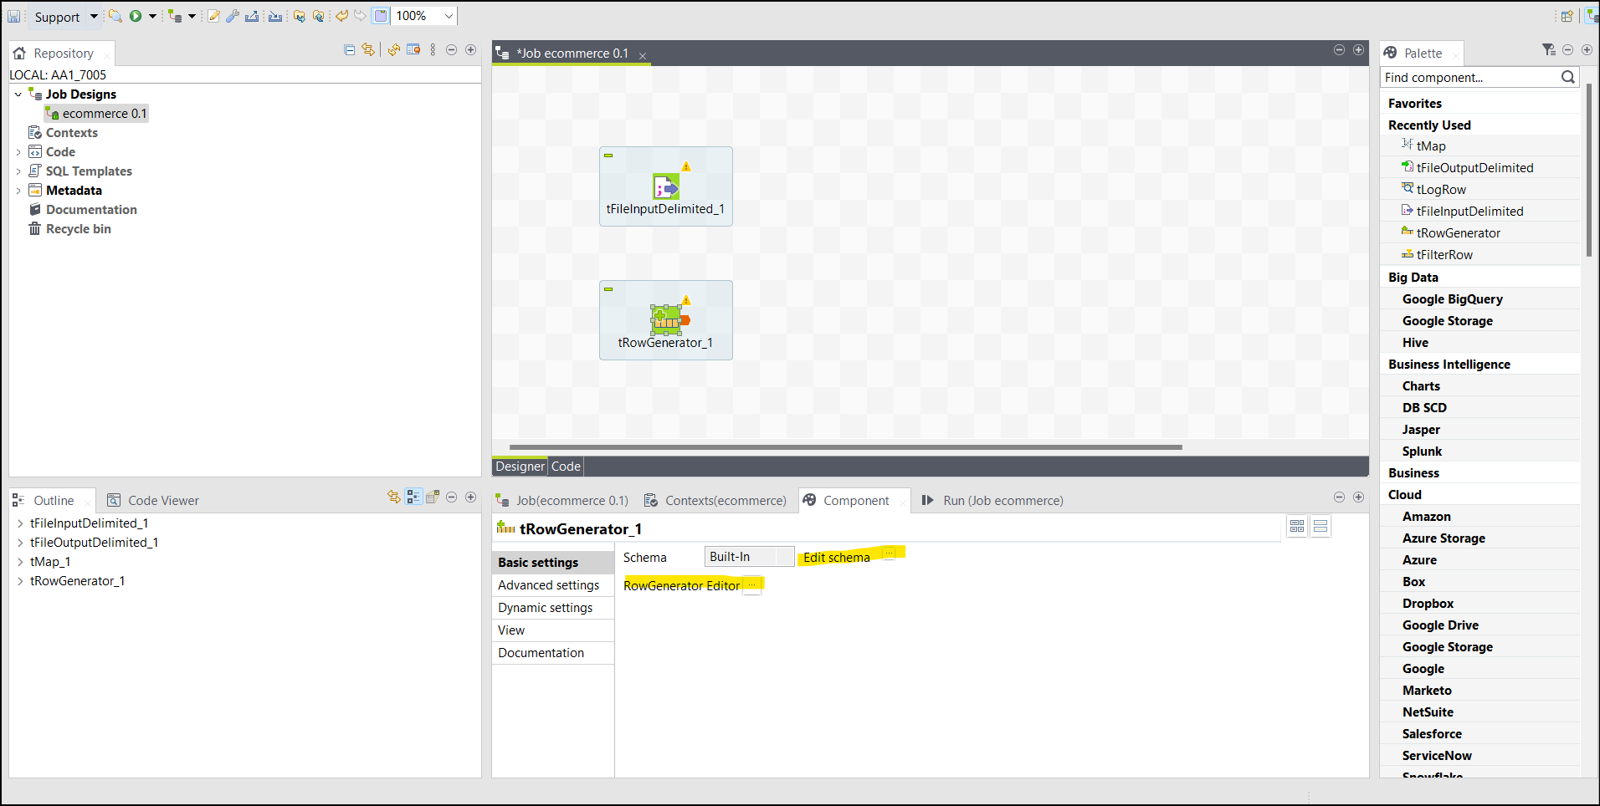 Support
100%
Repository
LOCAL: AA1_7005
Job Designs
ecommerce 0.1
Contexts
Code
SQL Templates
Metadata
Documentation
Recycle bin
*Job ecommerce 0.1
tFileInputDelimited_1
tRowGenerator_1
Designer
Code
Palette
Find component...
Favorites
Recently Used
tMap
tFileOutputDelimited
tLogRow
tFileInputDelimited
tRowGenerator
tFilterRow
Big Data
Google BigQuery
Google Storage
Hive
Business Intelligence
Charts
DB SCD
Jasper
Splunk
Business
Cloud
Amazon
Azure Storage
Azure
Box
Dropbox
Google Drive
Google Storage
Google
Marketo
NetSuite
Salesforce
ServiceNow
Snowflake
Outline
Code Viewer
tFileInputDelimited_1
tFileOutputDelimited_1
tMap_1
tRowGenerator_1
Job(ecommerce 0.1)
Contexts(ecommerce)
Component
Run (Job ecommerce)
tRowGenerator_1
Basic settings
Advanced settings
Dynamic settings
View
Documentation
Schema
Built-In
Edit schema ...
RowGenerator Editor ...